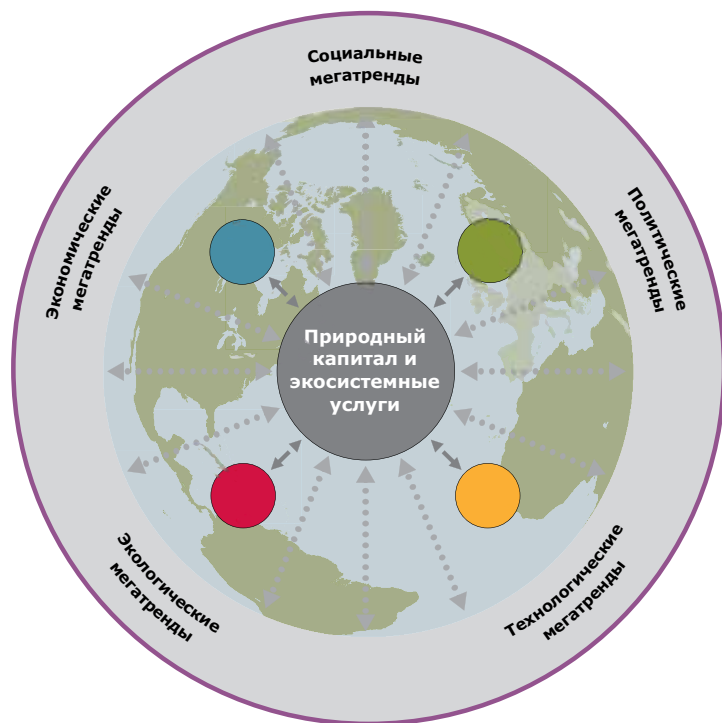 Социальные
мегатренды
Экономические
мегатренды
Политические
мегатренды
Природный
капитал и
экосистемные
услуги
Экологические
мегатренды
Технологические
мегатренды